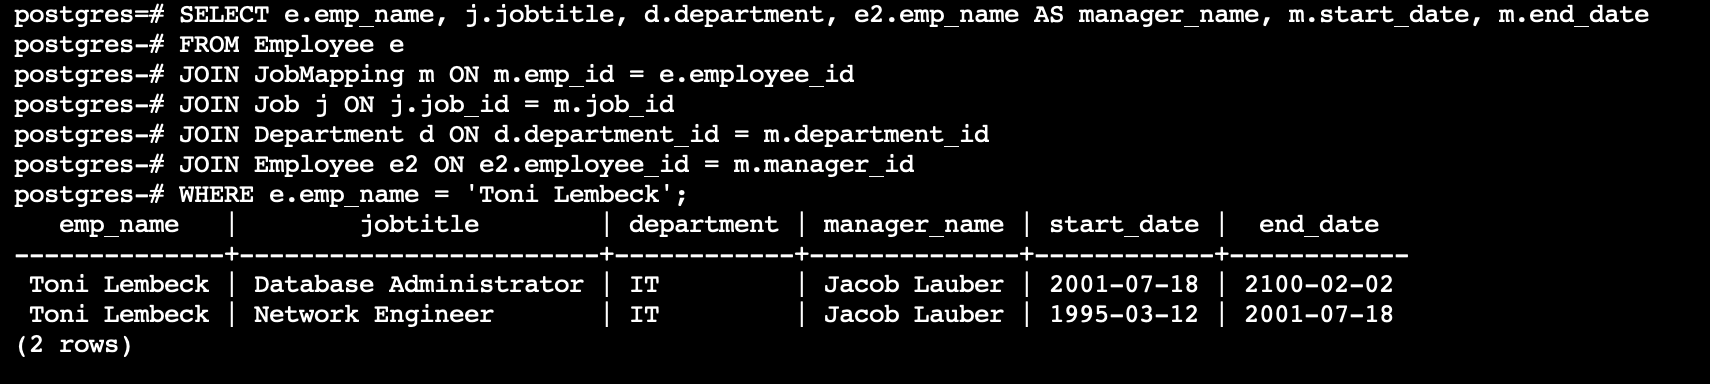 postgres=# SELECT e.emp_name, j.jobtitle, d.department, e2.emp_name AS manager_name, m.start_date, m.end_date
postgres-# FROM Employee e
postgres-# JOIN JobMapping m ON m.emp_id = e.employee_id
postgres-# JOIN Job j ON j.job_id = m.job_id
postgres-# JOIN Department d ON d.department_id = m.department_id
postgres-# JOIN Employee e2 ON e2.employee_id = m.manager_id
postgres-# WHERE e.emp_name = 'Toni Lembeck';
   emp_name   |        jobtitle        | department | manager_name | start_date |  end_date
--------------+------------------------+------------+--------------+------------+------------
 Toni Lembeck | Database Administrator | IT         | Jacob Lauber | 2001-07-18 | 2100-02-02
 Toni Lembeck | Network Engineer       | IT         | Jacob Lauber | 1995-03-12 | 2001-07-18
(2 rows)